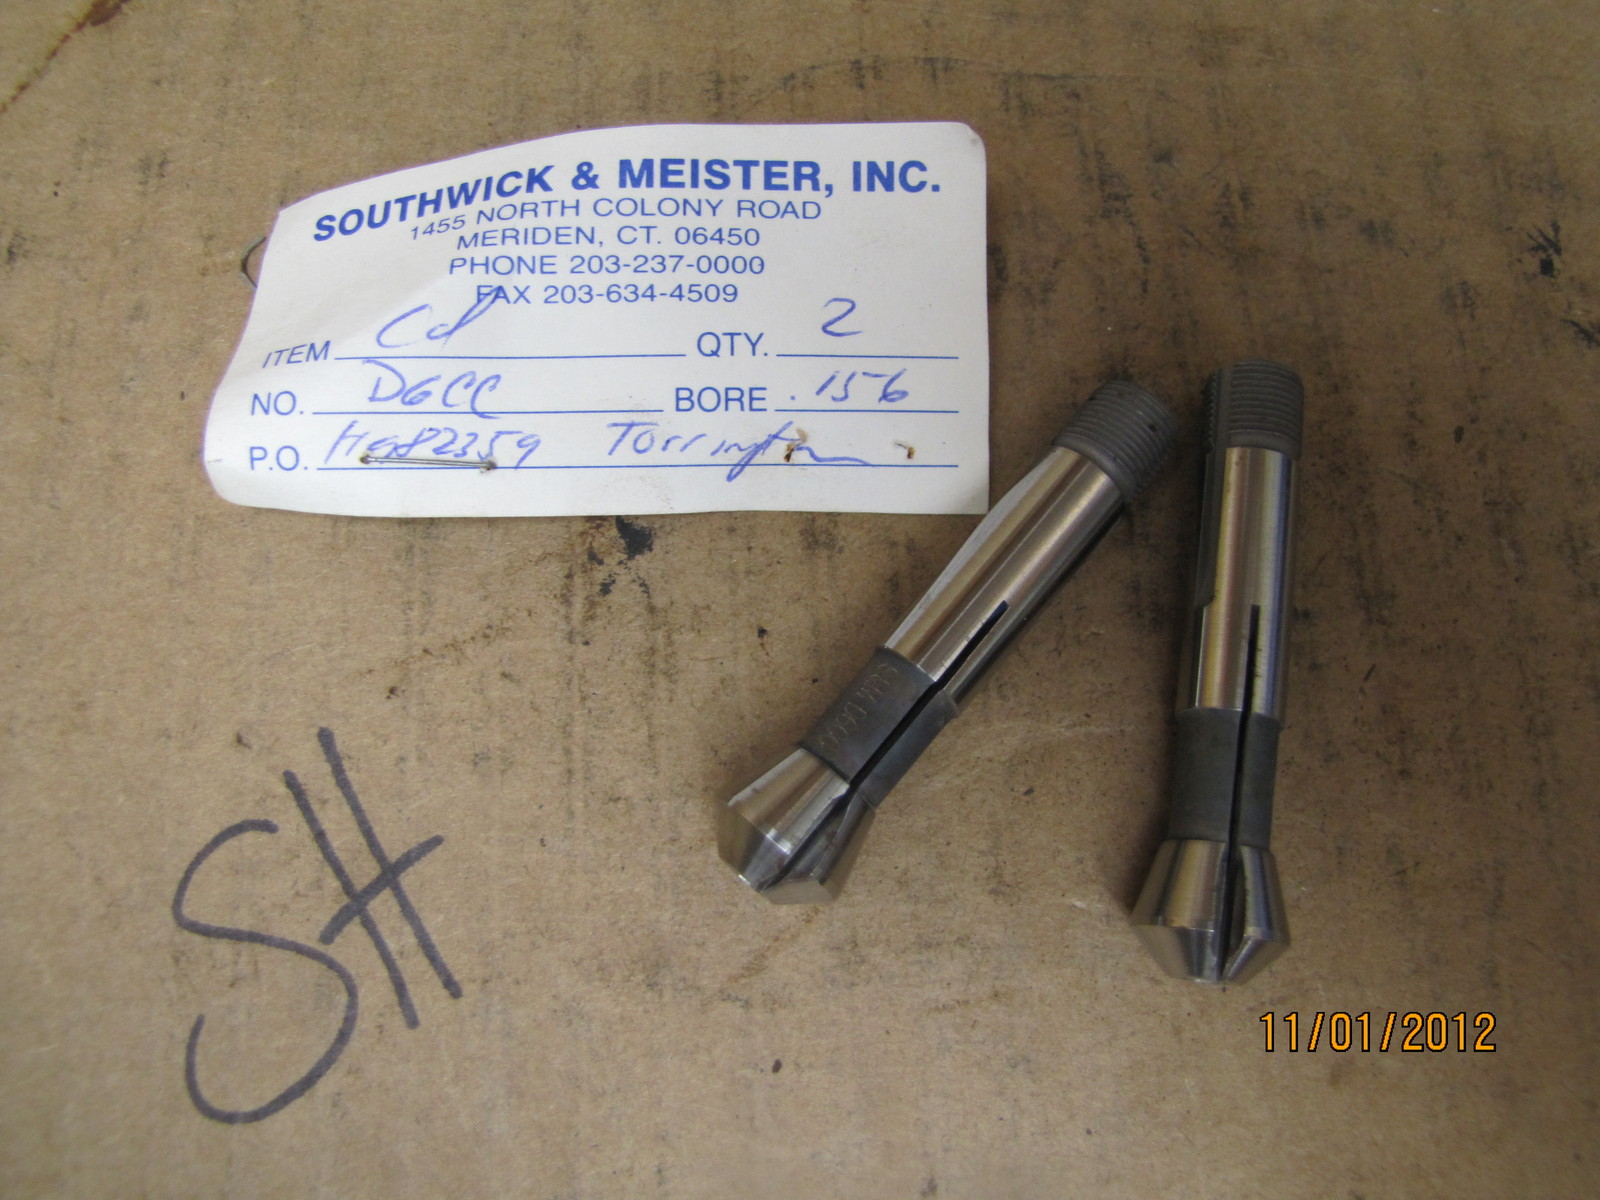 SOUTHWICK & MEISTER, INC.
1455 NORTH COLONY ROAD
MERIDEN, CT. 06450
PHONE 203-237-0000
FAX 203-634-4509
ITEM QTY. 2
NO. D6CC BORE .156
P.O. Torrington
SH
11/01/2012